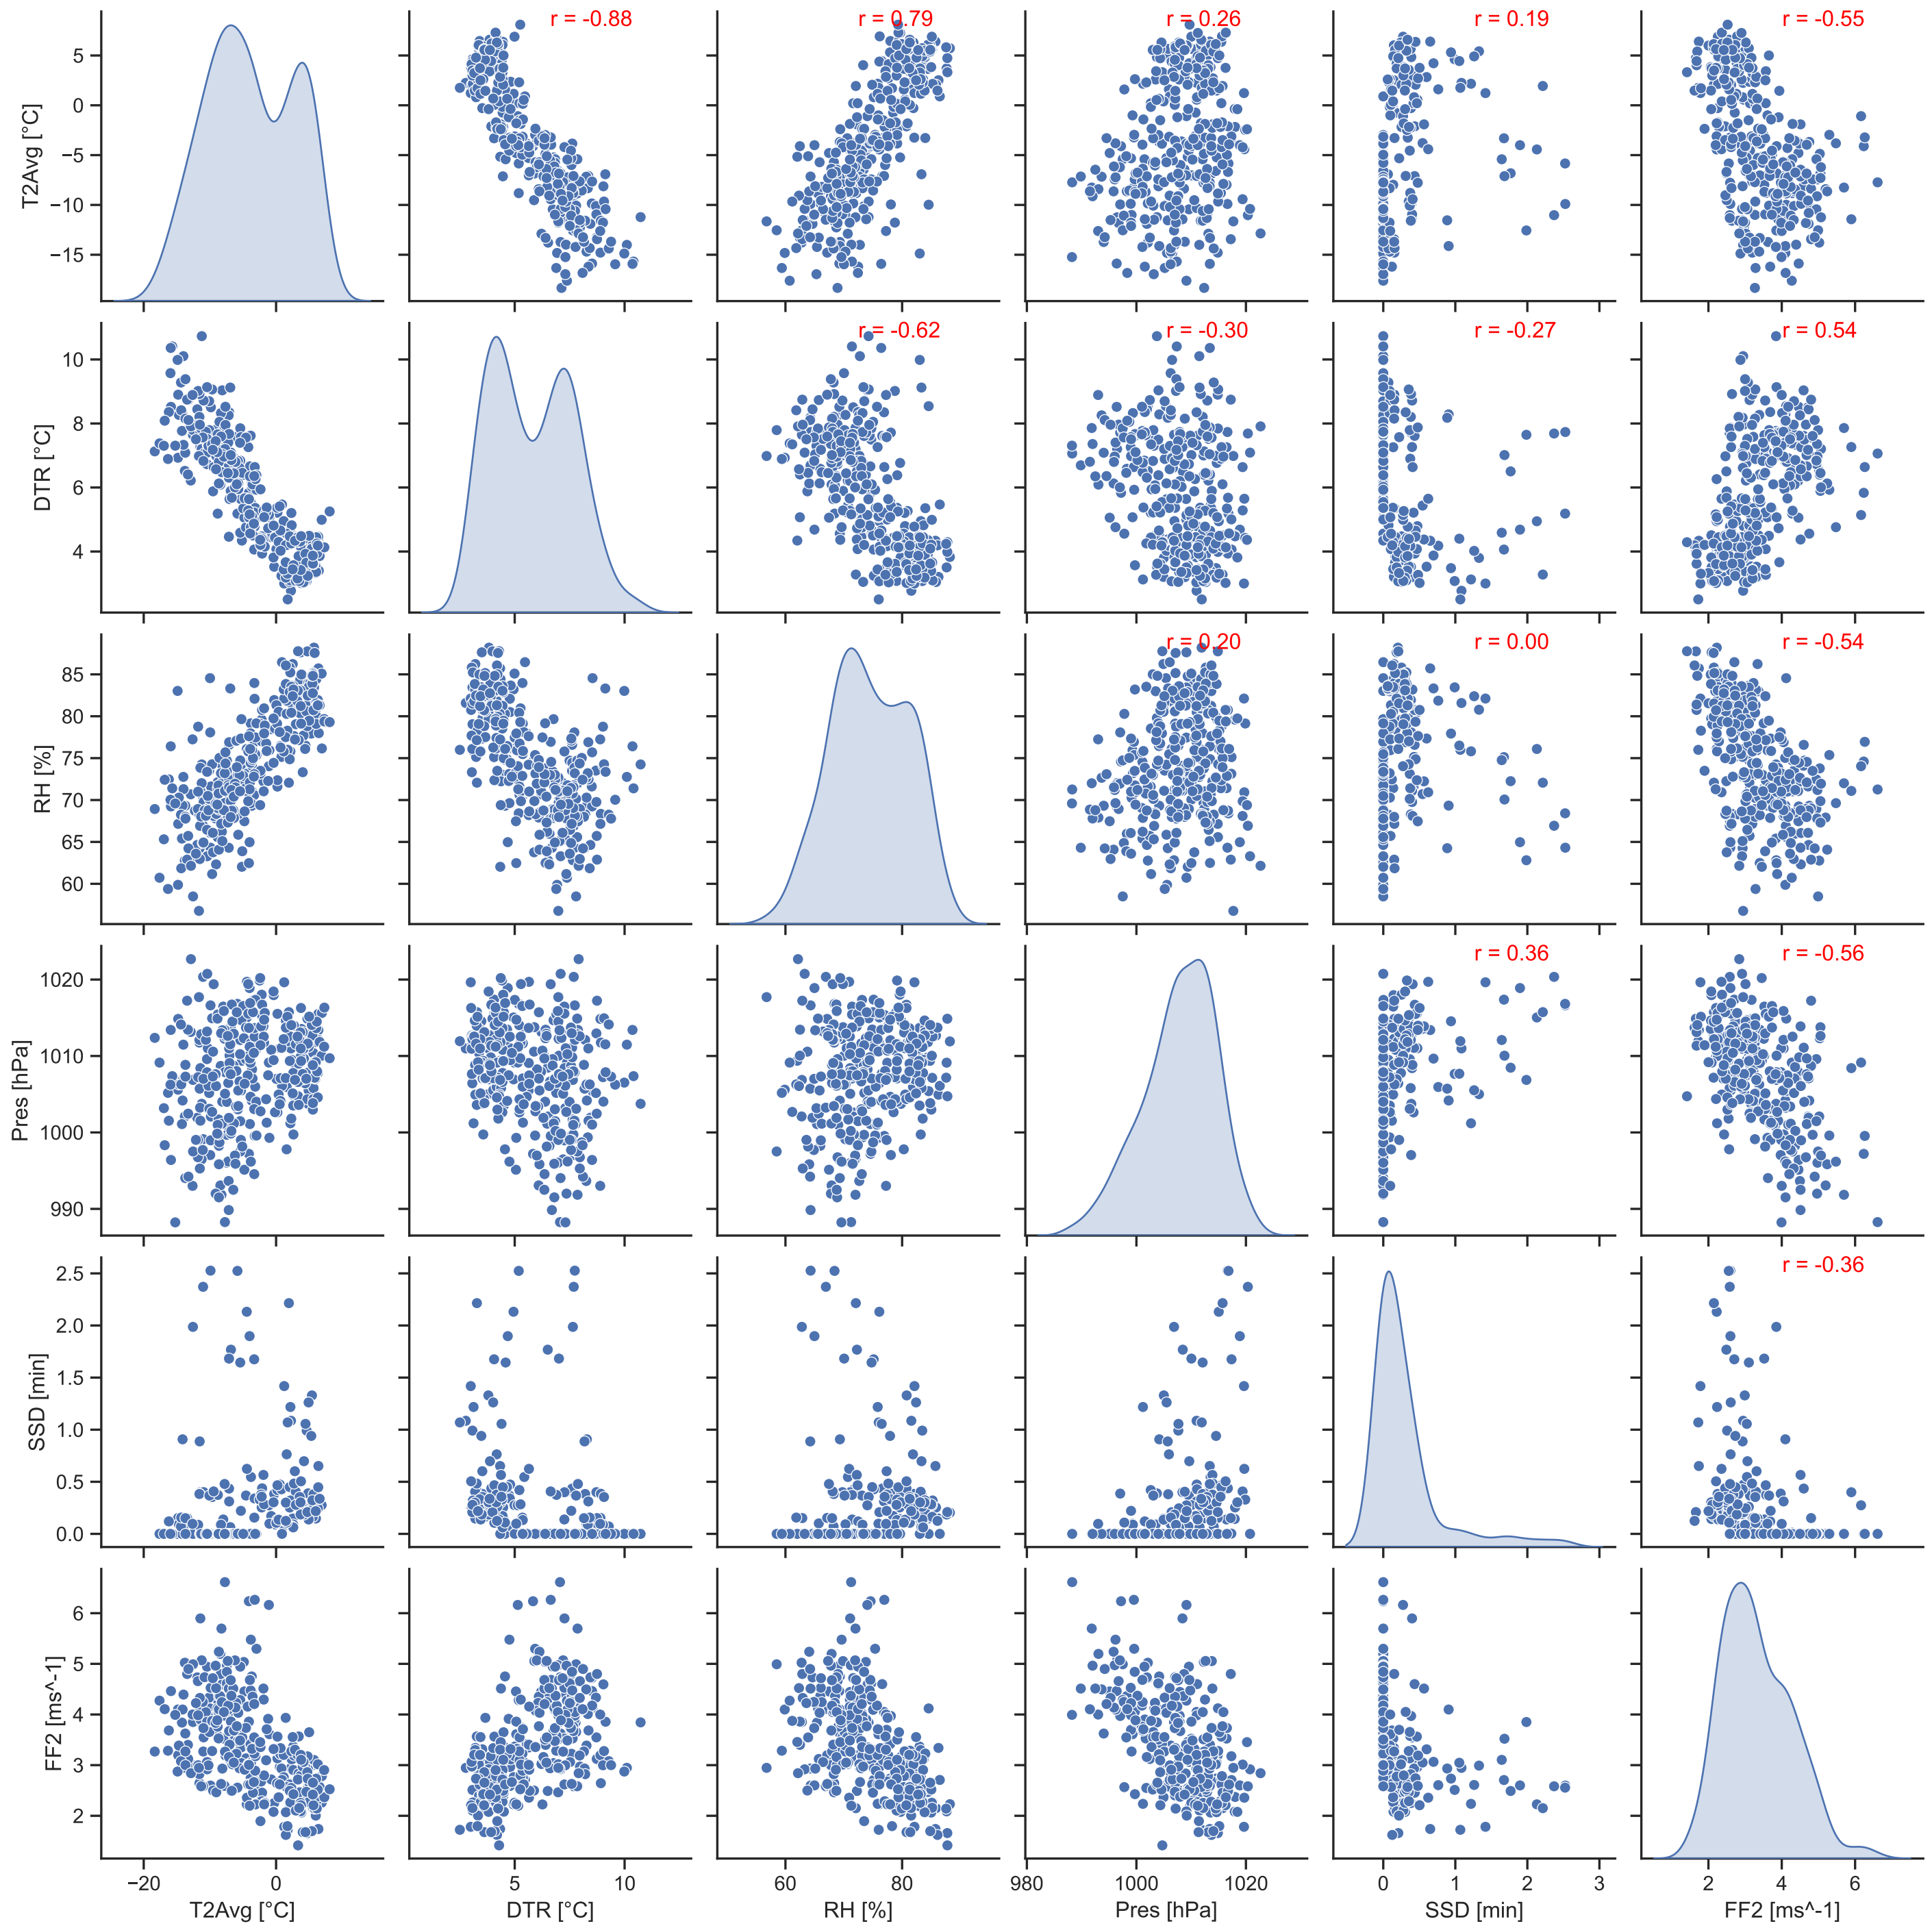 r = -0.88
r = 0.79
r = 0.26
r = 0.19
r = -0.55
5
0
−5
−10
−15
T2Avg [°C]
r = -0.62
r = -0.30
r = -0.27
r = 0.54
10
8
6
4
DTR [°C]
r = 0.20
r = 0.00
r = -0.54
85
80
75
70
65
60
RH [%]
r = 0.36
r = -0.56
1020
1010
1000
990
Pres [hPa]
r = -0.36
2.5
2.0
1.5
1.0
0.5
0.0
SSD [min]
6
5
4
3
2
FF2 [ms^-1]
−20 0
5 10
60 80
980 1000 1020
0 1 2 3
2 4 6
T2Avg [°C]
DTR [°C]
RH [%]
Pres [hPa]
SSD [min]
FF2 [ms^-1]